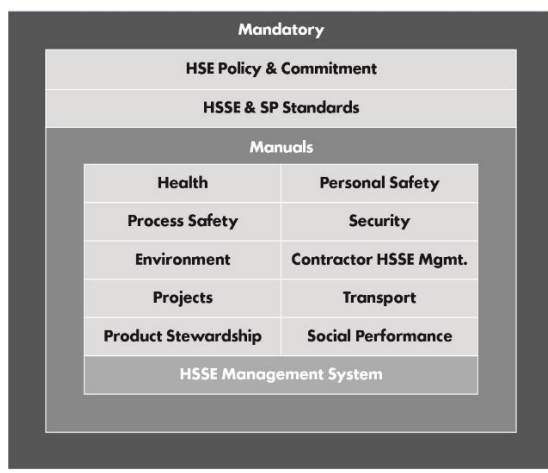 Mandatory
HSE Policy & Commitment
HSSE & SP Standards
Manuals
Health
Personal Safety
Process Safety
Security
Environment
Contractor HSSE Mgmt.
Projects
Transport
Product Stewardship
Social Performance
HSSE Management System